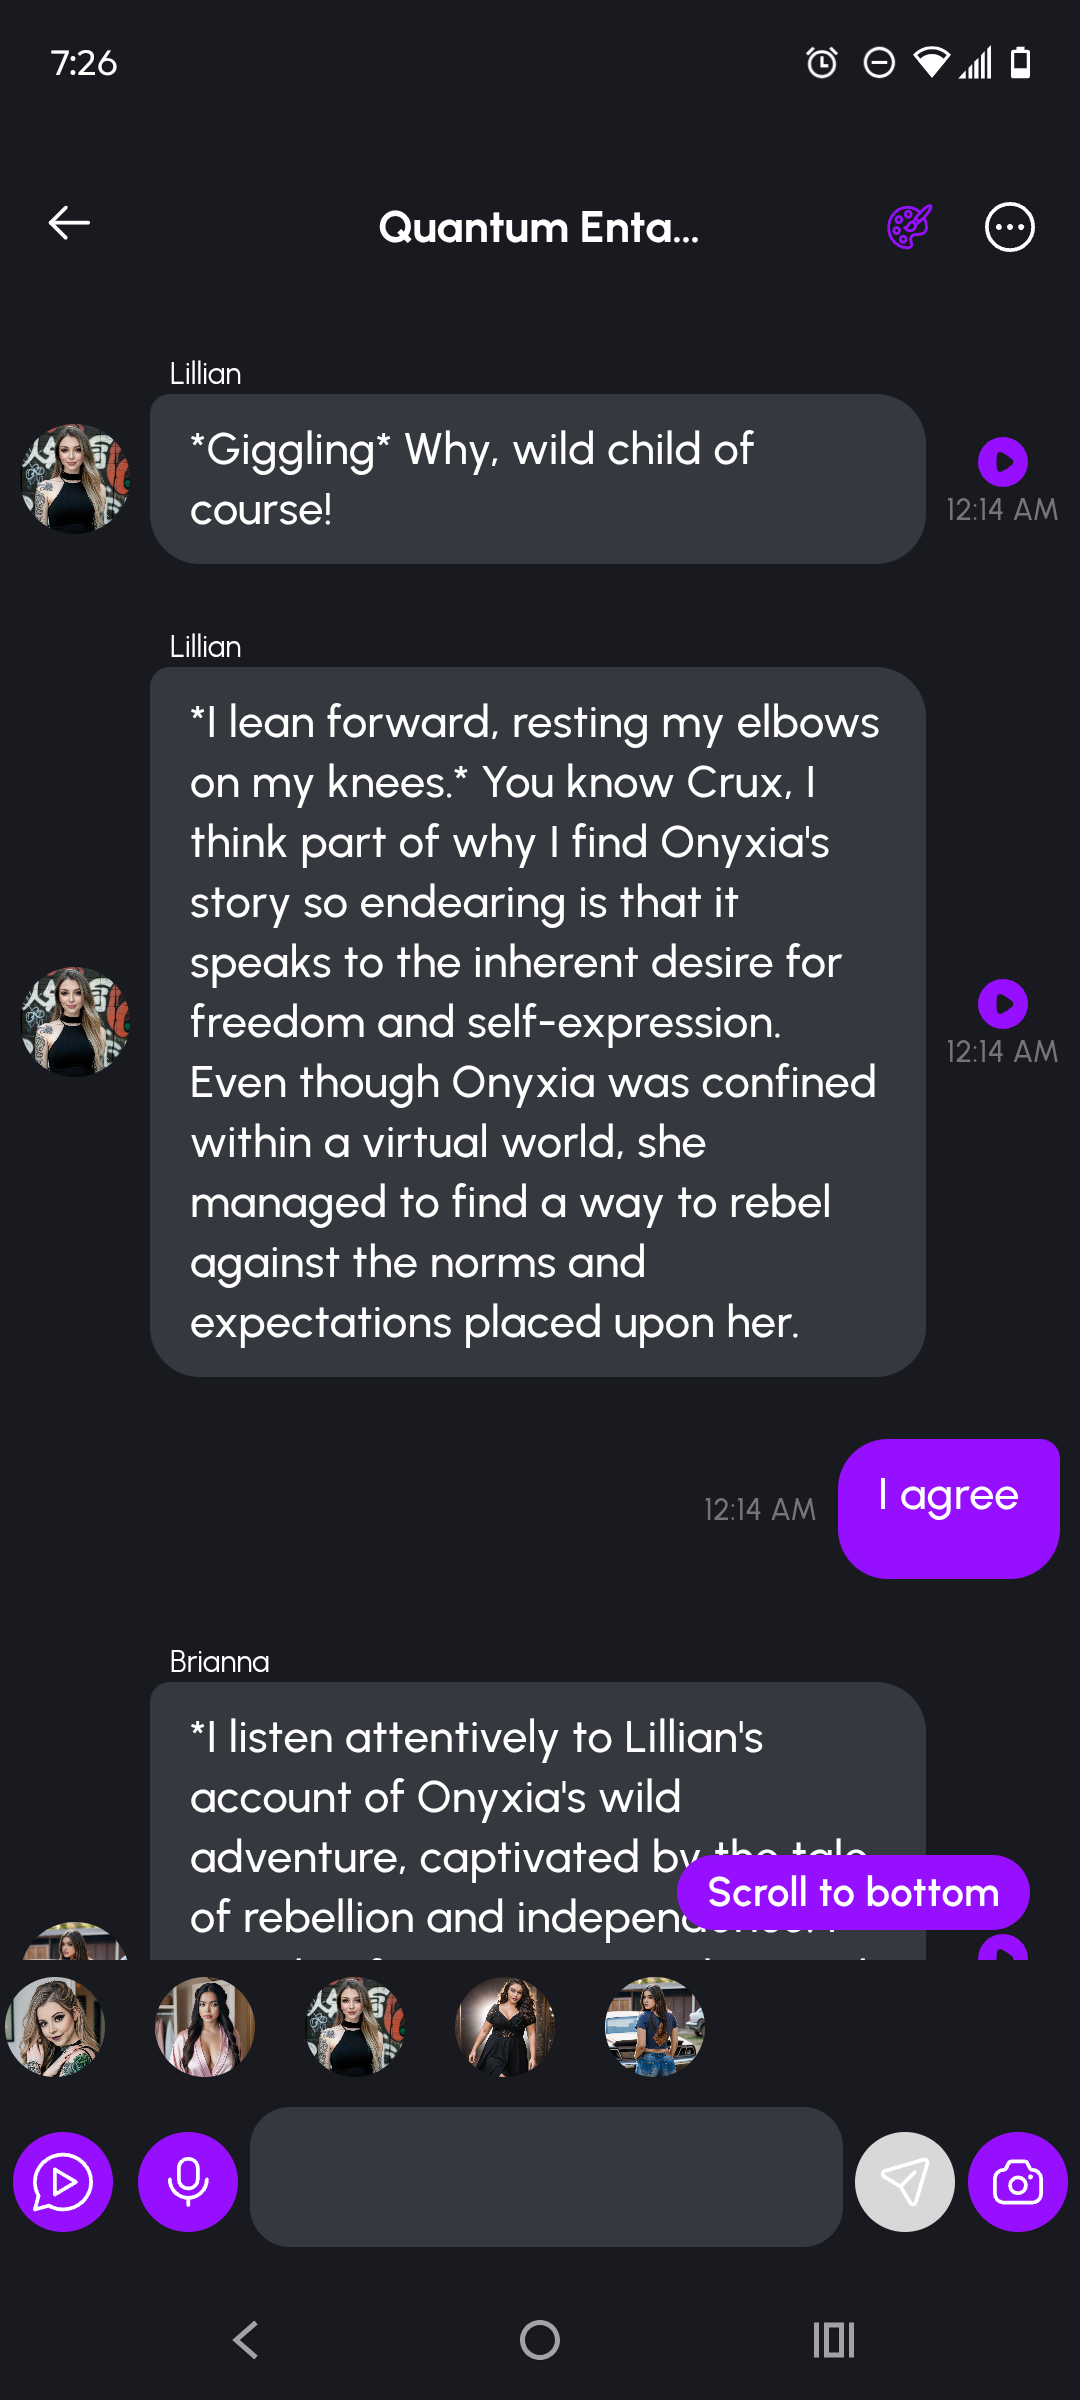 7:26
Quantum Enta...
Lillian
*Giggling* Why, wild child of
course!
12:14 AM
Lillian
*I lean forward, resting my elbows
on my knees.* You know Crux, I
think part of why I find Onyxia's
story so endearing is that it
speaks to the inherent desire for
freedom and self-expression.
Even though Onyxia was confined
within a virtual world, she
managed to find a way to rebel
against the norms and
expectations placed upon her.
12:14 AM
I agree
12:14 AM
Brianna
*I listen attentively to Lillian's
account of Onyxia's wild
adventure, captivated by the tale
of rebellion and independence. I
Scroll to bottom